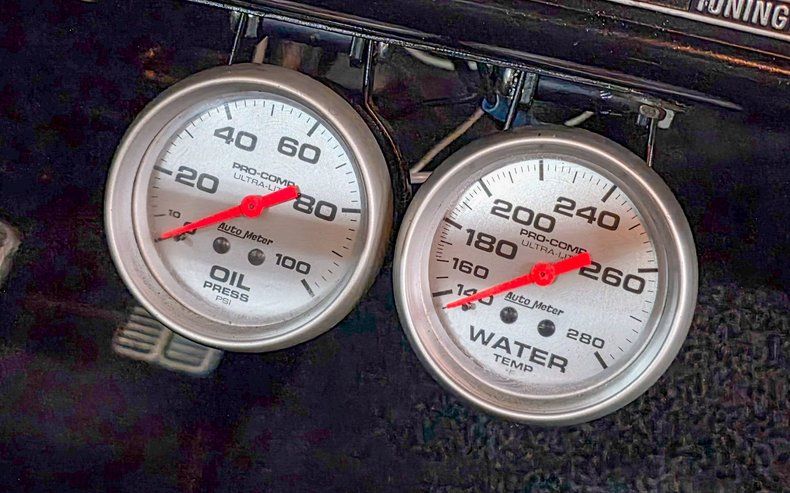 TUNING
40 60
PRO-COMP
ULTRA-LITE
20 80
10
0
Auto Meter
100
OIL
PRESS
PSI
200 240
PRO-COMP
ULTRA-LITE
180 260
160
140
Auto Meter
280
WATER
TEMP
°F